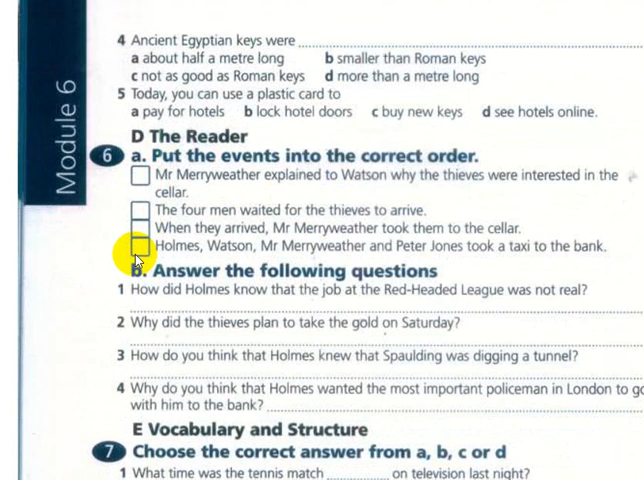 Module 6
4 Ancient Egyptian keys were ..............................
a about half a metre long b smaller than Roman keys
c not as good as Roman keys d more than a metre long
5 Today, you can use a plastic card to
a pay for hotels b lock hotel doors c buy new keys d see hotels online.
D The Reader
6 a. Put the events into the correct order.
Mr Merryweather explained to Watson why the thieves were interested in the
cellar.
The four men waited for the thieves to arrive.
When they arrived, Mr Merryweather took them to the cellar.
Holmes, Watson, Mr Merryweather and Peter Jones took a taxi to the bank.
b. Answer the following questions
1 How did Holmes know that the job at the Red-Headed League was not real?
2 Why did the thieves plan to take the gold on Saturday?
3 How do you think that Holmes knew that Spaulding was digging a tunnel?
4 Why do you think that Holmes wanted the most important policeman in London to go
with him to the bank? ..............................
E Vocabulary and Structure
7 Choose the correct answer from a, b, c or d
1 What time was the tennis match .............. on television last night?